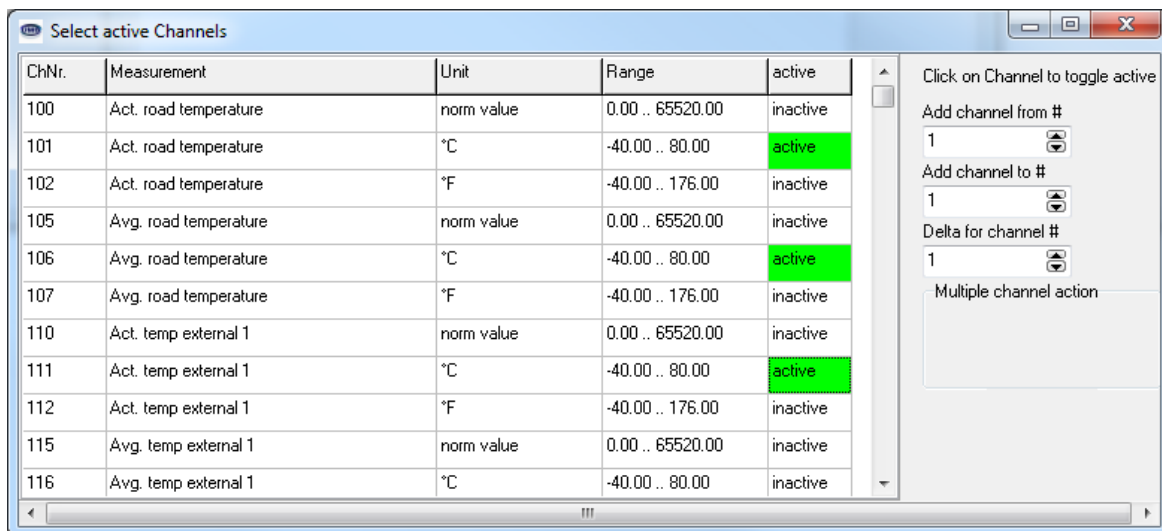 Select active Channels
ChNr. Measurement Unit Range active
100 Act. road temperature norm value 0.00 .. 65520.00 inactive
101 Act. road temperature °C -40.00 .. 80.00 active
102 Act. road temperature °F -40.00 .. 176.00 inactive
105 Avg. road temperature norm value 0.00 .. 65520.00 inactive
106 Avg. road temperature °C -40.00 .. 80.00 active
107 Avg. road temperature °F -40.00 .. 176.00 inactive
110 Act. temp external 1 norm value 0.00 .. 65520.00 inactive
111 Act. temp external 1 °C -40.00 .. 80.00 active
112 Act. temp external 1 °F -40.00 .. 176.00 inactive
115 Avg. temp external 1 norm value 0.00 .. 65520.00 inactive
116 Avg. temp external 1 °C -40.00 .. 80.00 inactive
Click on Channel to toggle active
Add channel from #
1
Add channel to #
1
Delta for channel #
1
Multiple channel action